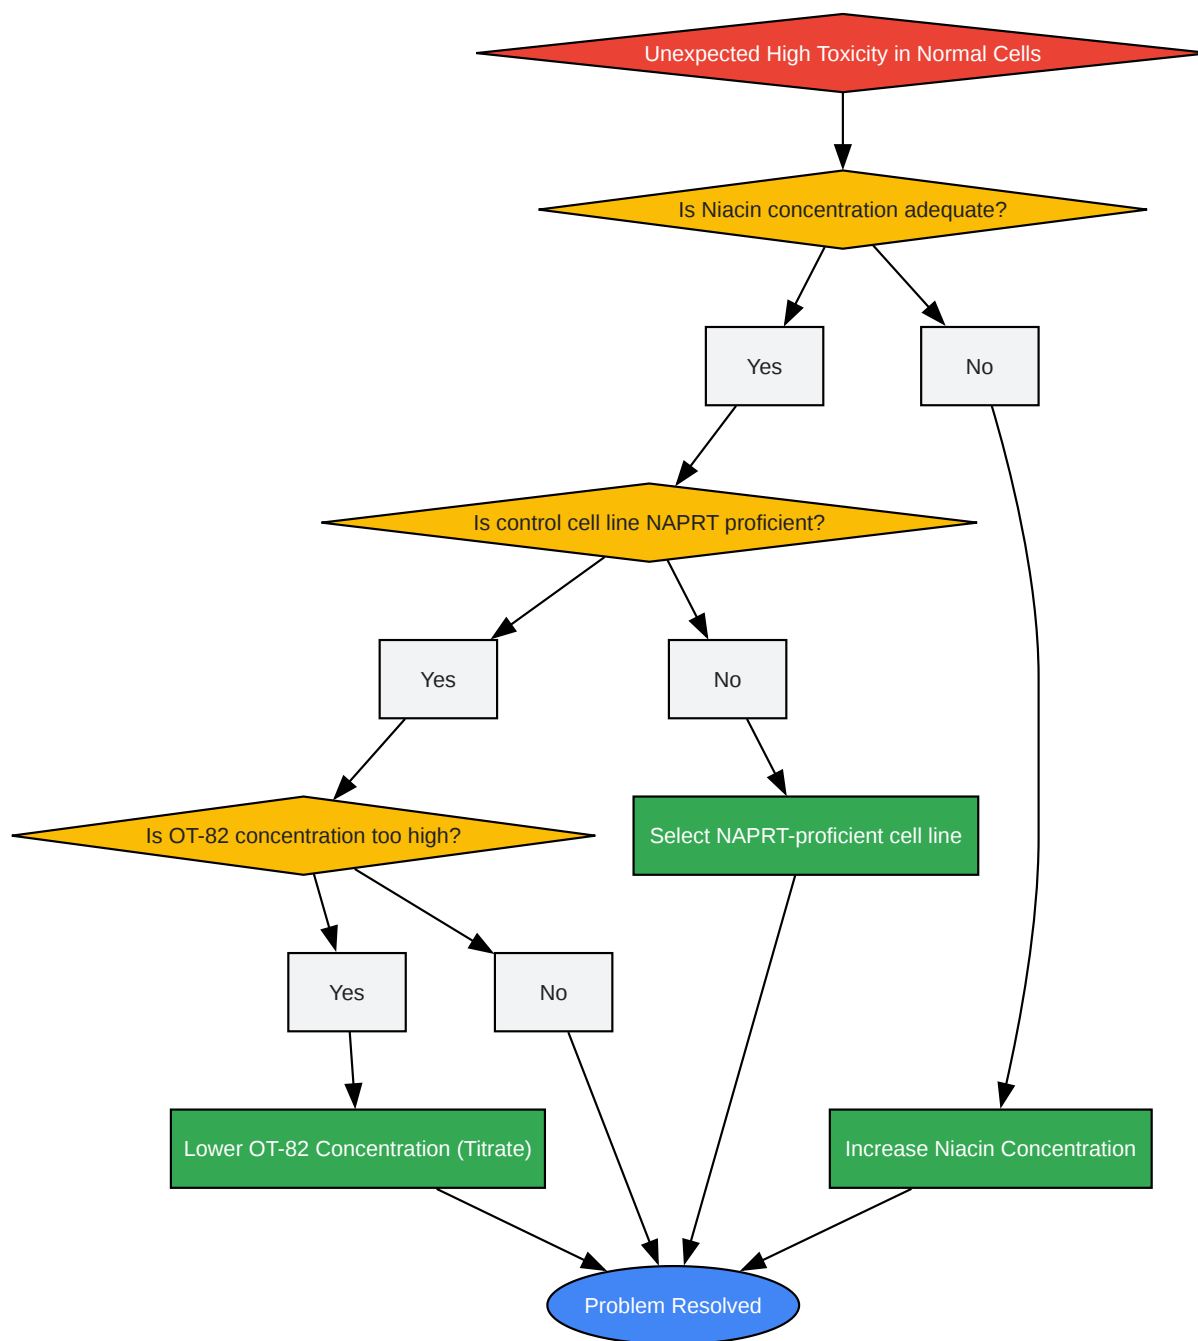 Unexpected High Toxicity in Normal Cells
Is Niacin concentration adequate?
Yes
No
Is control cell line NAPRT proficient?
Yes
No
Is OT-82 concentration too high?
Select NAPRT-proficient cell line
Yes
No
Lower OT-82 Concentration (Titrate)
Increase Niacin Concentration
Problem Resolved